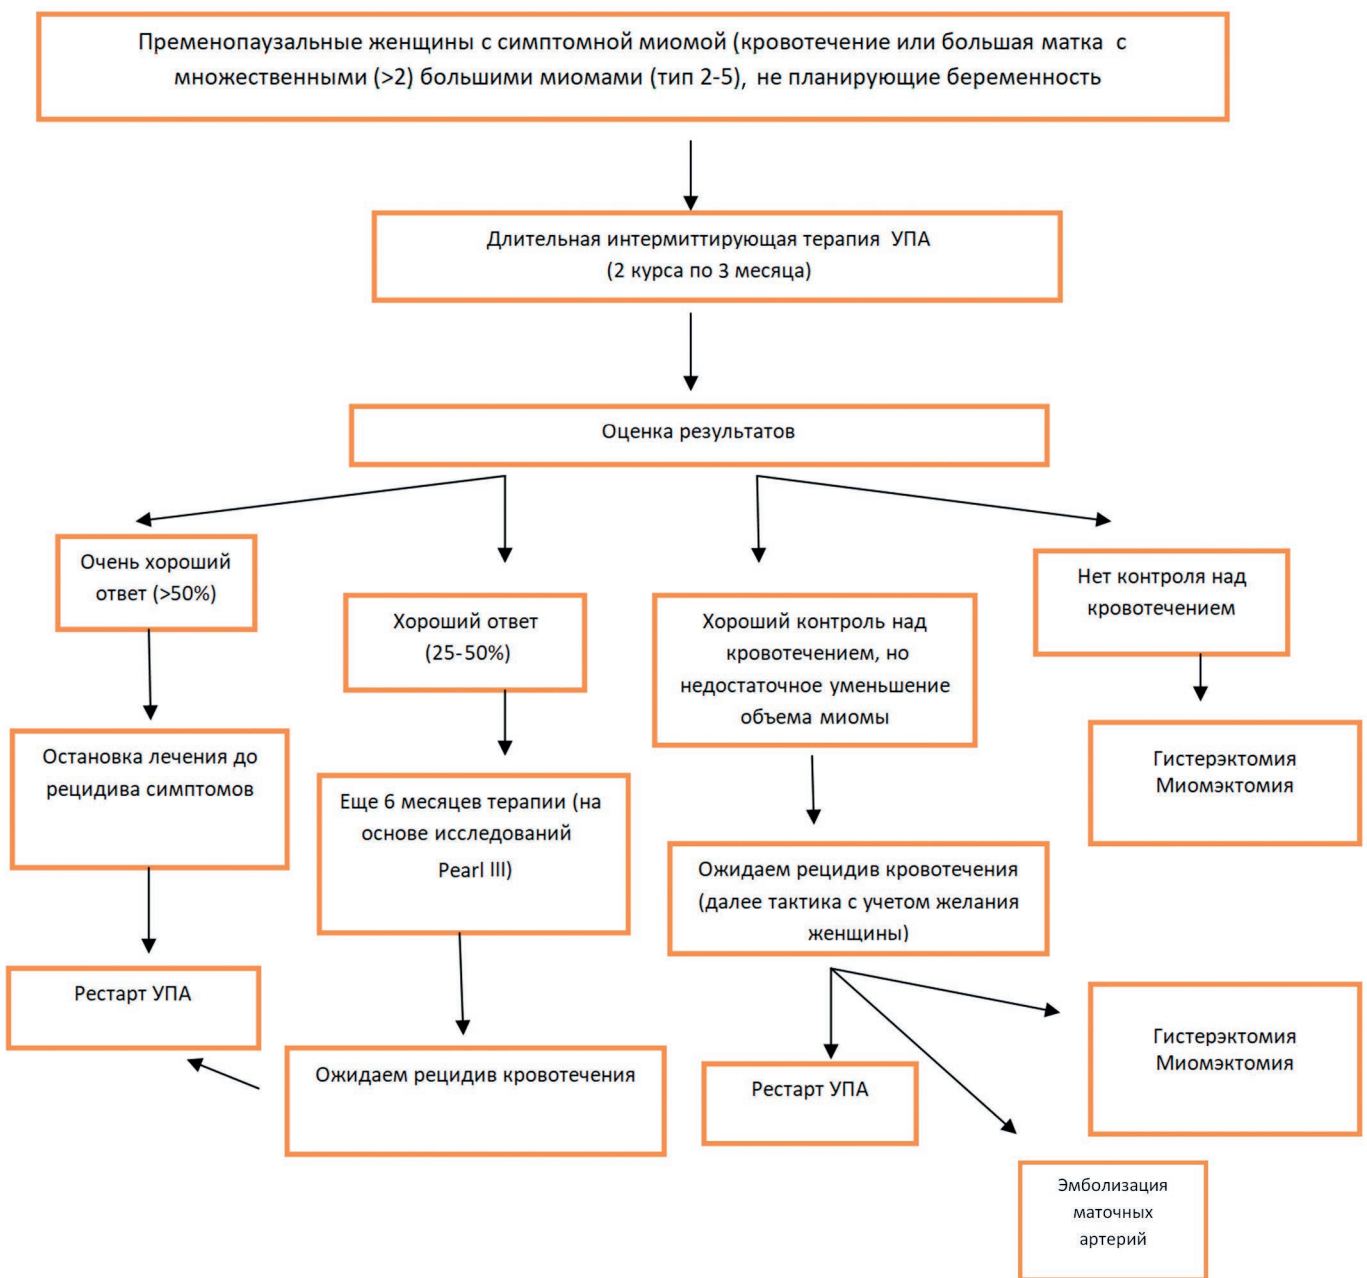 Пременопаузальные женщины с симптомной миомой (кровотечение или большая матка с
множественными (>2) большими миомами (тип 2-5), не планирующие беременность
Длительная интермиттирующая терапия УПА
(2 курса по 3 месяца)
Оценка результатов
Очень хороший
ответ (>50%)
Остановка лечения до
рецидива симптомов
Рестарт УПА
Хороший ответ
(25-50%)
Еще 6 месяцев терапии (на
основе исследований
Pearl III)
Ожидаем рецидив кровотечения
Хороший контроль над
кровотечением, но
недостаточное уменьшение
объема миомы
Ожидаем рецидив кровотечения
(далее тактика с учетом желания
женщины)
Рестарт УПА
Эмболизация
маточных
артерий
Гистерэктомия
Миомэктомия
Нет контроля над
кровотечением
Гистерэктомия
Миомэктомия